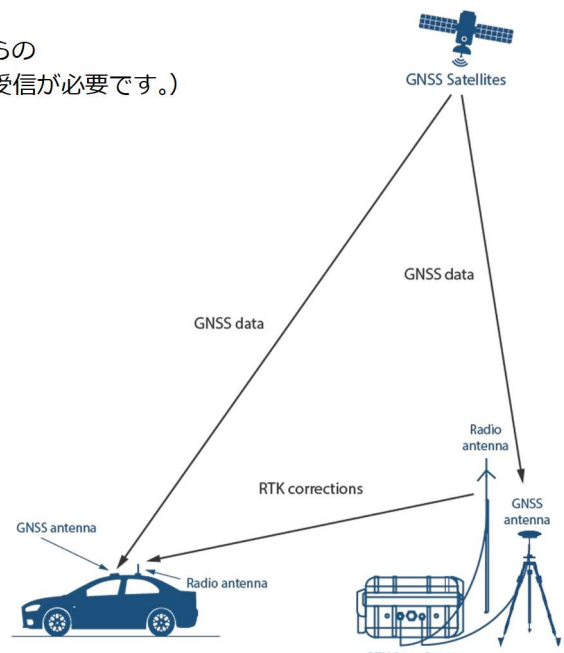 らの
受信が必要です。）
GNSS Satellites
GNSS data
GNSS data
Radio
antenna
RTK corrections
GNSS
antenna
GNSS antenna
Radio antenna